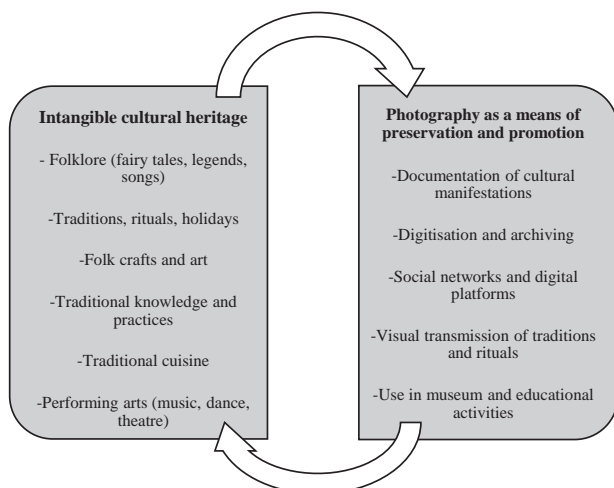 Intangible cultural heritage
- Folklore (fairy tales, legends,
songs)
-Traditions, rituals, holidays
-Folk crafts and art
-Traditional knowledge and
practices
-Traditional cuisine
-Performing arts (music, dance,
theatre)
Photography as a means of
preservation and promotion
-Documentation of cultural
manifestations
-Digitisation and archiving
-Social networks and digital
platforms
-Visual transmission of traditions
and rituals
-Use in museum and educational
activities